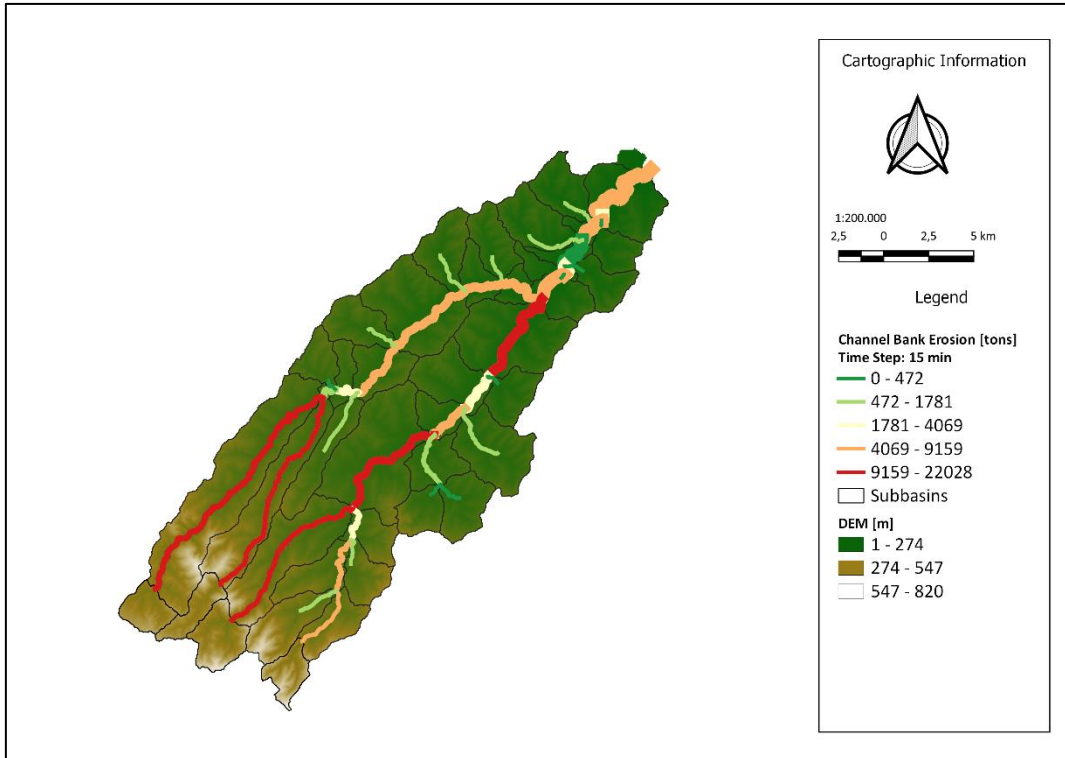 Cartographic Information
1:200.000
2,5 0 2,5 5 km
Legend
Channel Bank Erosion [tons]
Time Step: 15 min
0 - 472
472 - 1781
1781 - 4069
4069 - 9159
9159 - 22028
Subbasins
DEM [m]
1 - 274
274 - 547
547 - 820